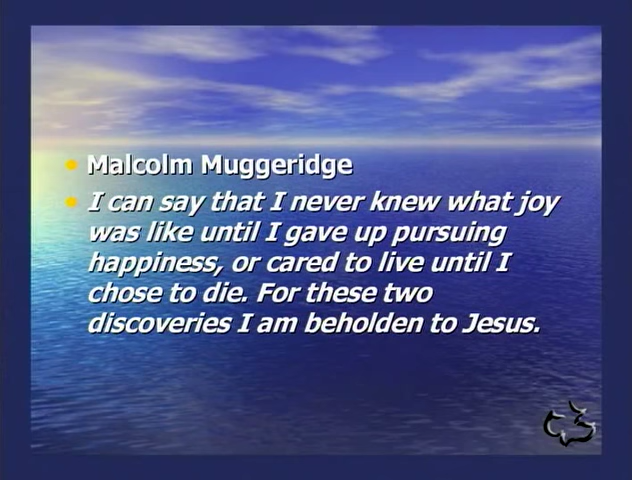 Malcolm Muggeridge
I can say that I never knew what joy
was like until I gave up pursuing
happiness, or cared to live until I
chose to die. For these two
discoveries I am beholden to Jesus.